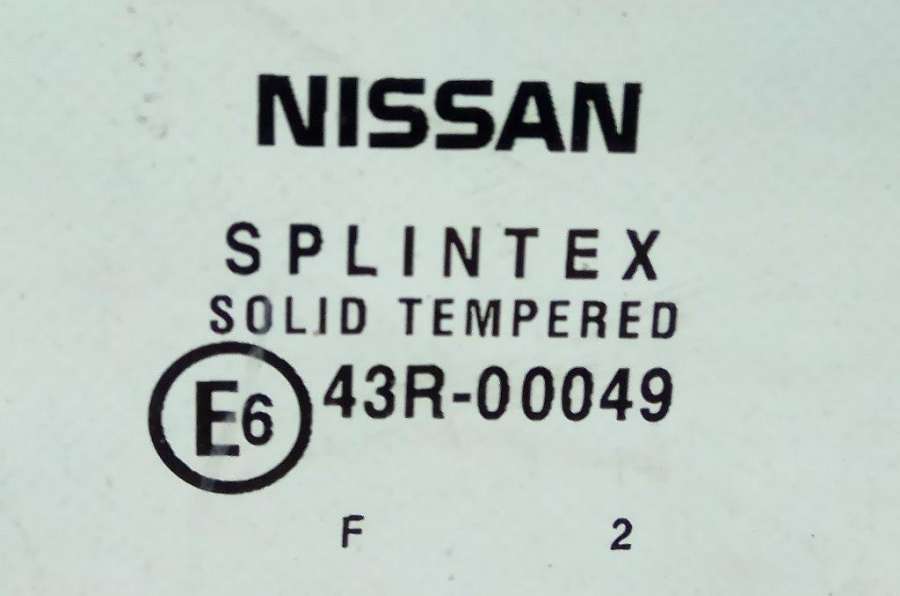 NISSAN
SPLINTEX
SOLID TEMPERED
E6 43R-00049
F 2